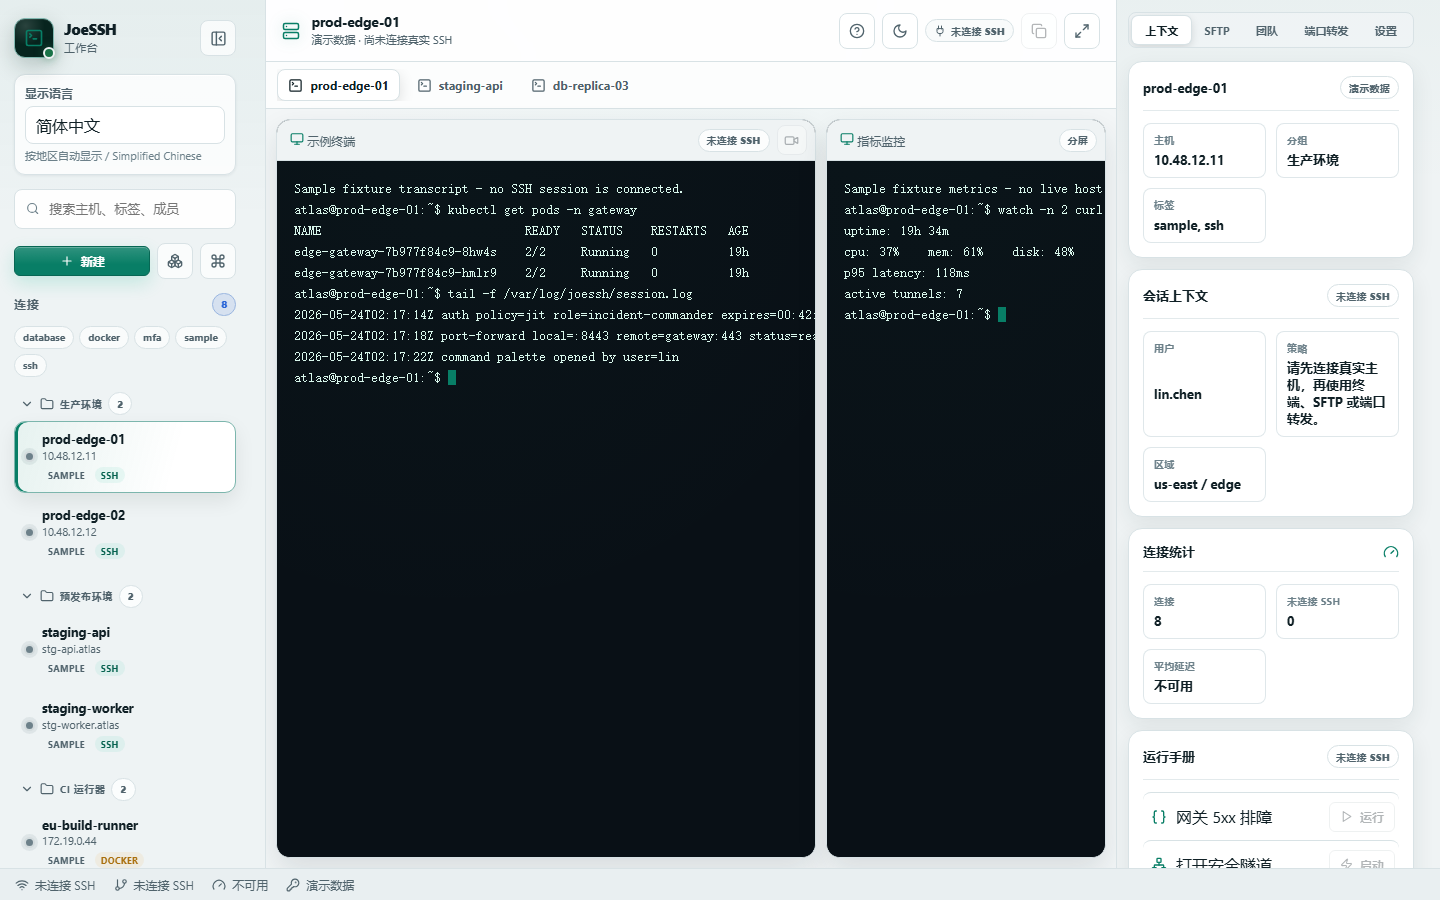 JoeSSH
工作台
显示语言
简体中文
按地区自动显示 / Simplified Chinese
搜索主机、标签、成员
新建
连接
8
database
docker
mfa
sample
ssh
生产环境
2
prod-edge-01
10.48.12.11
SAMPLE
SSH
prod-edge-02
10.48.12.12
SAMPLE
SSH
预发布环境
2
staging-api
stg-api.atlas
SAMPLE
SSH
staging-worker
stg-worker.atlas
SAMPLE
SSH
CI 运行器
2
eu-build-runner
172.19.0.44
SAMPLE
DOCKER
prod-edge-01
演示数据 · 尚未连接真实 SSH
未连接 SSH
prod-edge-01
staging-api
db-replica-03
示例终端
未连接 SSH
Sample fixture transcript - no SSH session is connected.
atlas@prod-edge-01:~$ kubectl get pods -n gateway
NAME READY STATUS RESTARTS AGE
edge-gateway-7b977f84c9-8hw4s 2/2 Running 0 19h
edge-gateway-7b977f84c9-hmlr9 2/2 Running 0 19h
atlas@prod-edge-01:~$ tail -f /var/log/joessh/session.log
2026-05-24T02:17:14Z auth policy=jit role=incident-commander expires=00:42:
2026-05-24T02:17:18Z port-forward local=:8443 remote=gateway:443 status=rea
2026-05-24T02:17:22Z command palette opened by user=lin
atlas@prod-edge-01:~$
指标监控
分屏
Sample fixture metrics - no live host
atlas@prod-edge-01:~$ watch -n 2 curl
uptime: 19h 34m
cpu: 37% mem: 61% disk: 48%
p95 latency: 118ms
active tunnels: 7
atlas@prod-edge-01:~$
上下文
SFTP
团队
端口转发
设置
prod-edge-01
演示数据
主机
10.48.12.11
分组
生产环境
标签
sample, ssh
会话上下文
未连接 SSH
用户
lin.chen
策略
请先连接真实主
机，再使用终
端、SFTP 或端口
转发。
区域
us-east / edge
连接统计
连接
8
未连接 SSH
0
平均延迟
不可用
运行手册
未连接 SSH
网关 5xx 排障
运行
打开安全隧道
启动
未连接 SSH
未连接 SSH
不可用
演示数据